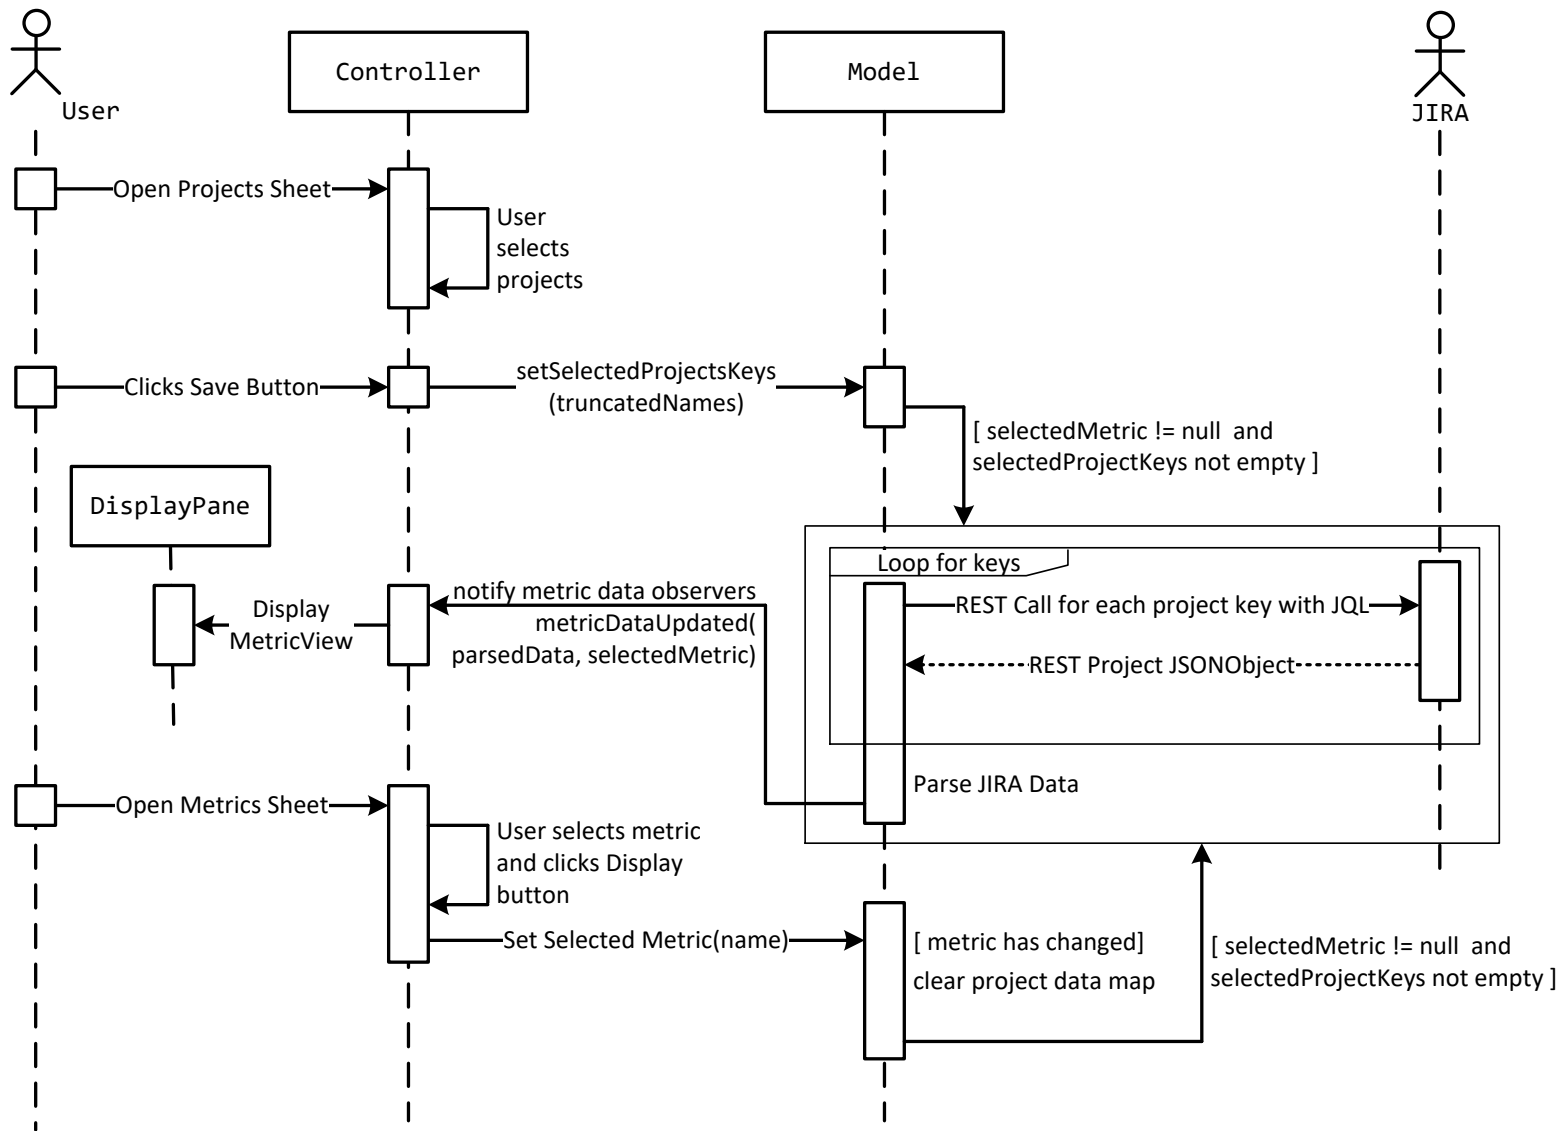 User
Controller
Model
JIRA
Open Projects Sheet
User
selects
projects
Clicks Save Button
setSelectedProjectsKeys
(truncatedNames)
[ selectedMetric != null  and
selectedProjectKeys not empty ]
DisplayPane
Loop for keys
notify metric data observers
metricDataUpdated(
parsedData, selectedMetric)
Display
MetricView
REST Call for each project key with JQL
REST Project JSONObject
Parse JIRA Data
Open Metrics Sheet
User selects metric
and clicks Display
button
Set Selected Metric(name)
[ metric has changed]
clear project data map
[ selectedMetric != null  and
selectedProjectKeys not empty ]